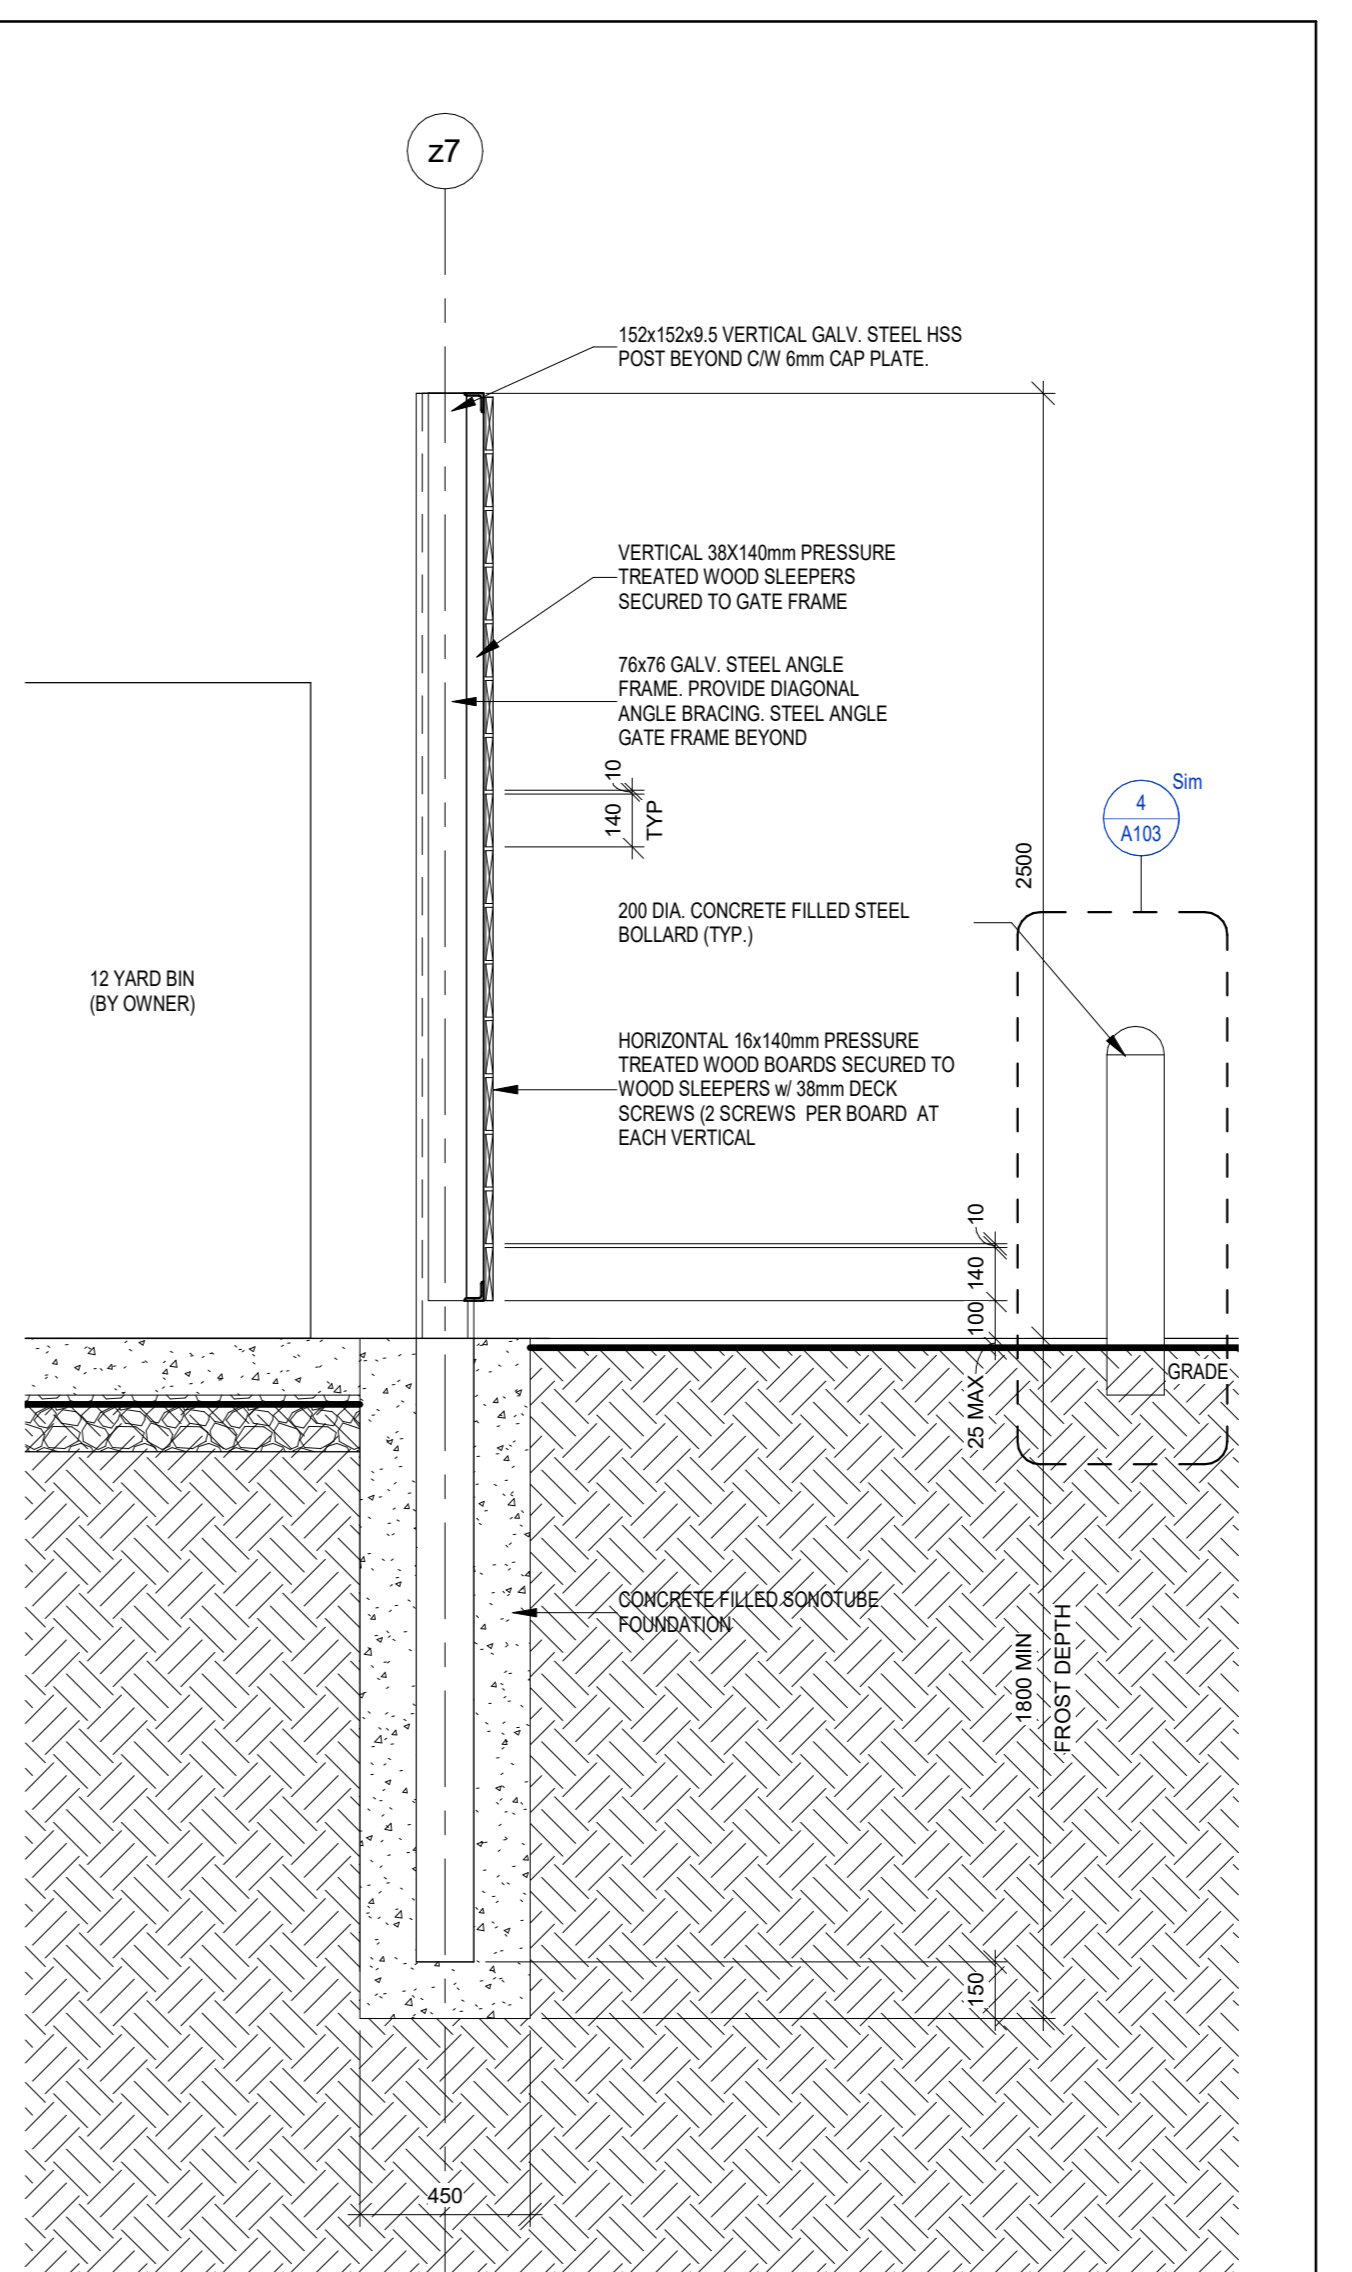 z7
152x152x9.5 VERTICAL GALV. STEEL HSS
POST BEYOND C/W 6mm CAP PLATE.
VERTICAL 38X140mm PRESSURE
TREATED WOOD SLEEPERS
SECURED TO GATE FRAME
76x76 GALV. STEEL ANGLE
FRAME. PROVIDE DIAGONAL
ANGLE BRACING. STEEL ANGLE
GATE FRAME BEYOND
10
140
TYP
Sim
4
A103
2500
200 DIA. CONCRETE FILLED STEEL
BOLLARD (TYP.)
12 YARD BIN
(BY OWNER)
HORIZONTAL 16x140mm PRESSURE
TREATED WOOD BOARDS SECURED TO
WOOD SLEEPERS w/ 38mm DECK
SCREWS (2 SCREWS PER BOARD AT
EACH VERTICAL
10
140
100
25 MAX
GRADE
CONCRETE FILLED SONOTUBE
FOUNDATION
1800 MIN
FROST DEPTH
150
450